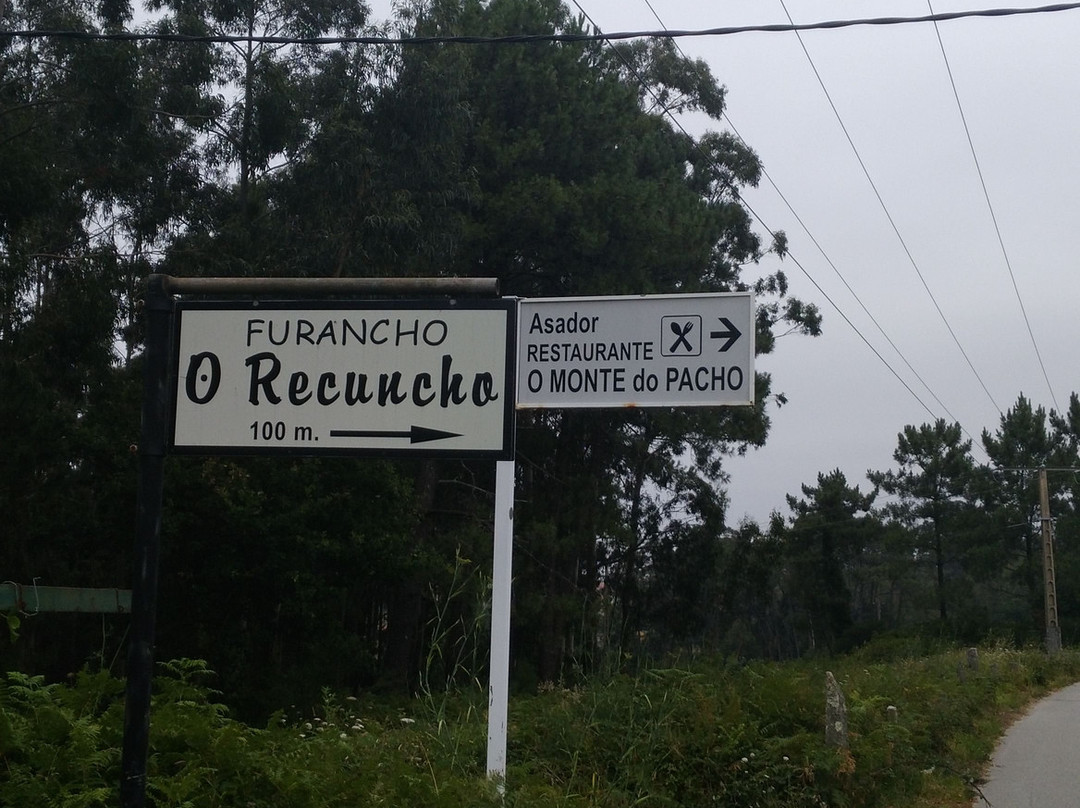 FURANCHO
O Recuncho
100 m.
Asador
RESTAURANTE
O MONTE do PACHO